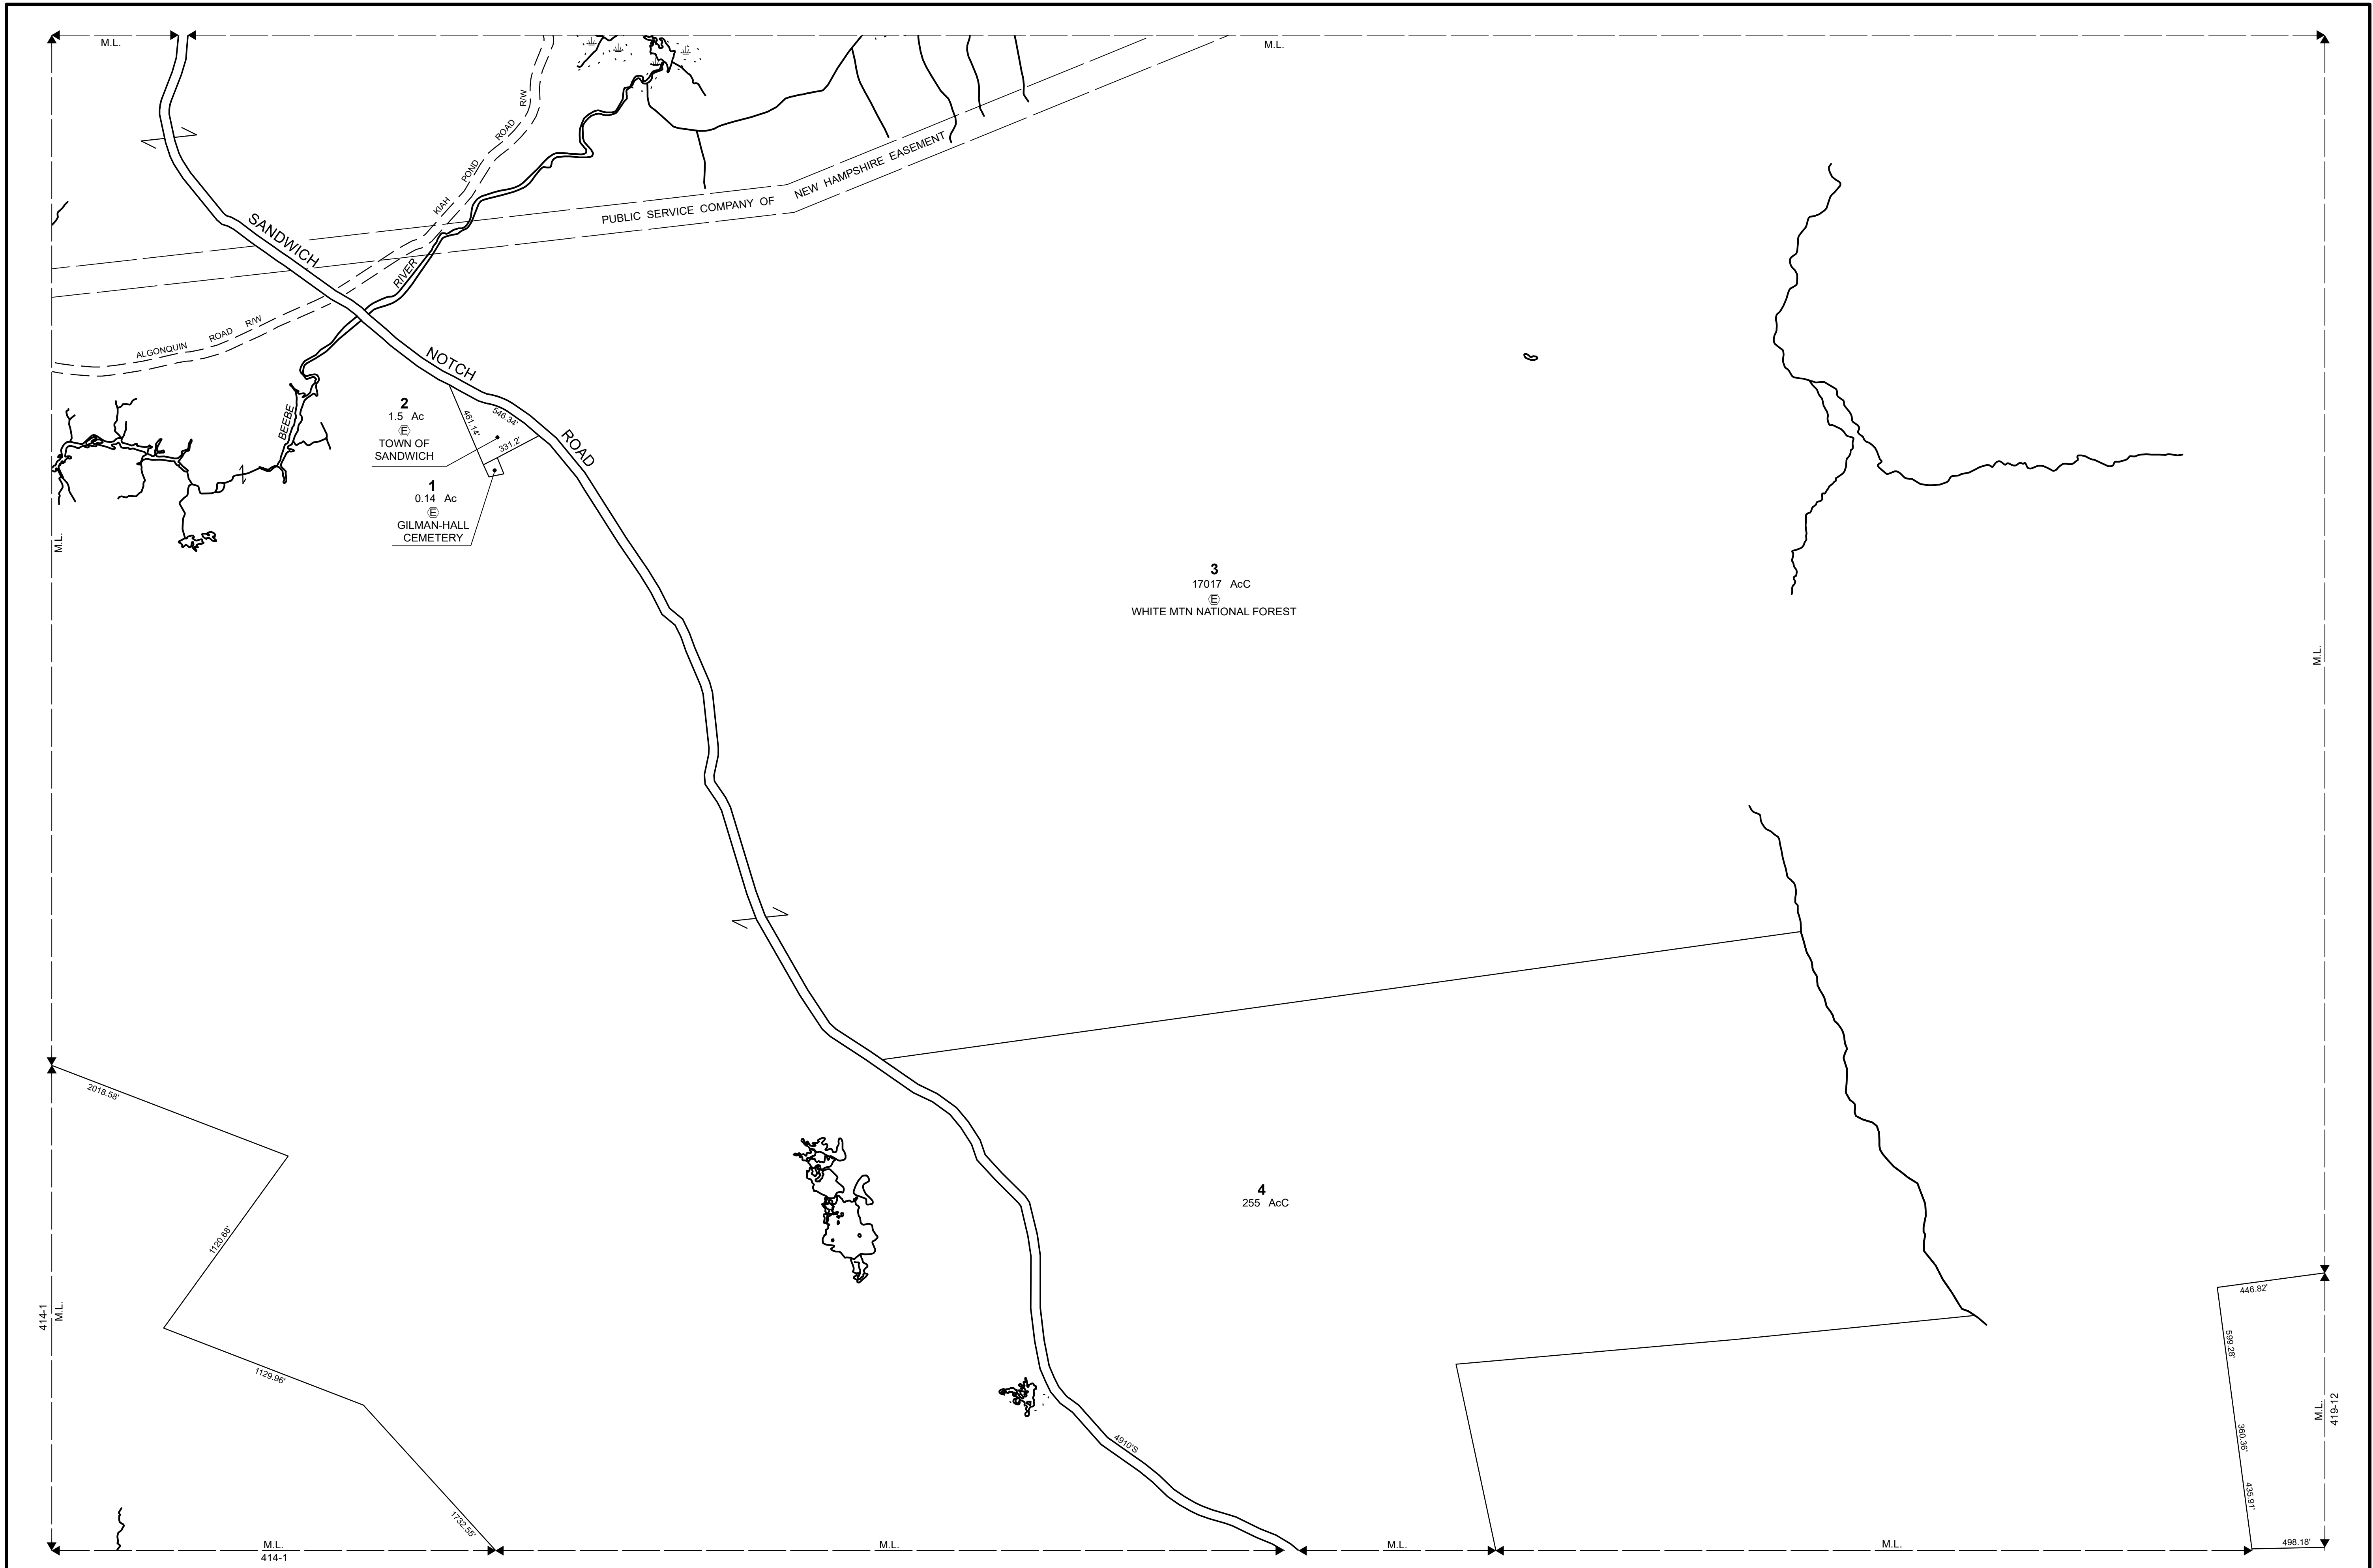 M.L.
M.L.
KIAH POND ROAD R/W
PUBLIC SERVICE COMPANY OF NEW HAMPSHIRE EASEMENT
SANDWICH NOTCH ROAD
BEEBE RIVER
ALGONQUIN ROAD R/W
2
1.5 Ac
E
TOWN OF
SANDWICH
461.14'
546.34'
331.2'
1
0.14 Ac
E
GILMAN-HALL
CEMETERY
M.L.
3
17017 AcC
E
WHITE MTN NATIONAL FOREST
M.L.
2018.58'
1120.68'
1129.96'
1732.55'
414-1
M.L.
4
255 AcC
4910'S
446.82'
599.28'
360.36'
435.91'
498.18'
M.L.
419-12
M.L.
414-1
M.L.
M.L.
M.L.